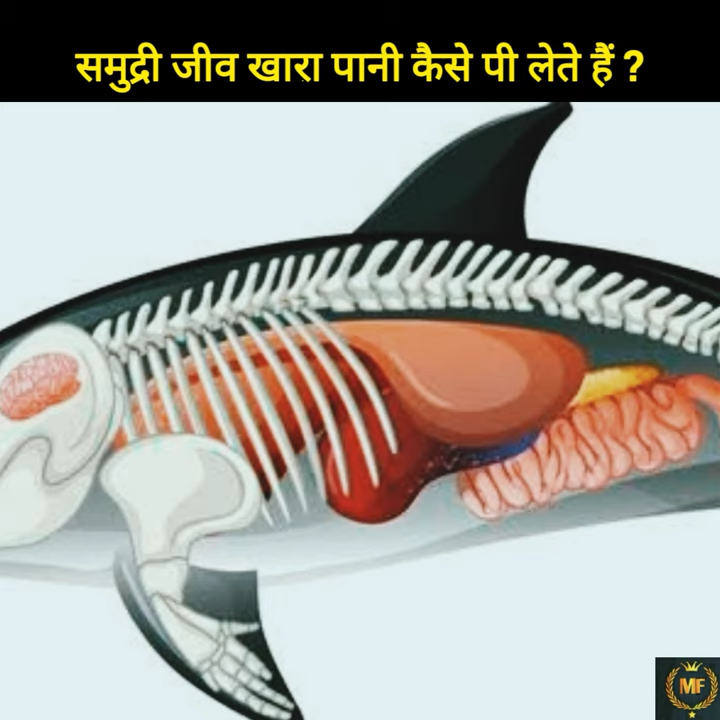 समुद्री जीव खारा पानी कैसे पी लेते हैं ?
MF